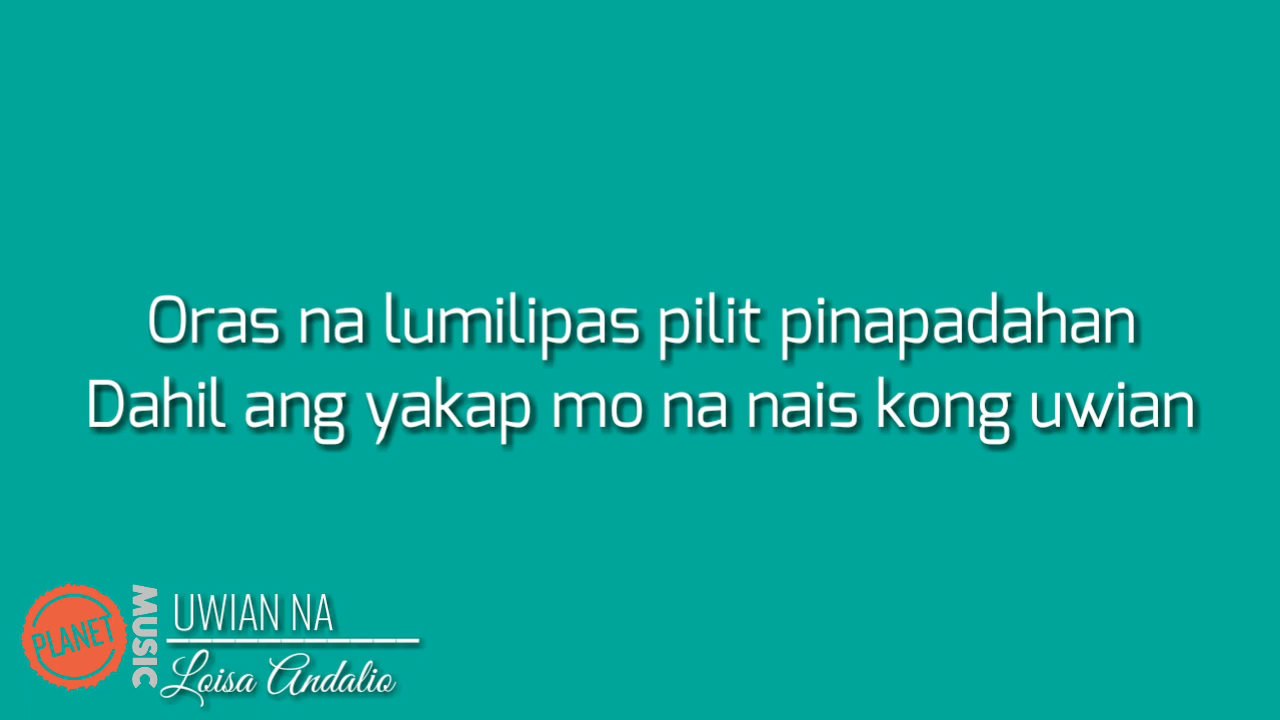 Oras na lumilipas pilit pinapadahan
Dahil ang yakap mo na nais kong uwian
PLANET
MUSIC
UWIAN NA
Loisa Andalio